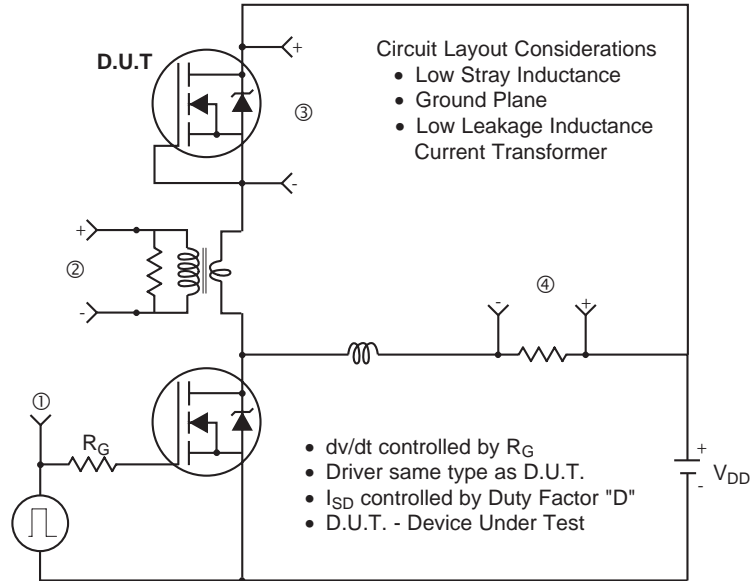 D.U.T
+
Circuit Layout Considerations
• Low Stray Inductance
• Ground Plane
• Low Leakage Inductance
Current Transformer
③
-
+
②
-
④
- +
①
R_G
+
V_DD
-
• dv/dt controlled by R_G
• Driver same type as D.U.T.
• I_SD controlled by Duty Factor "D"
• D.U.T. - Device Under Test